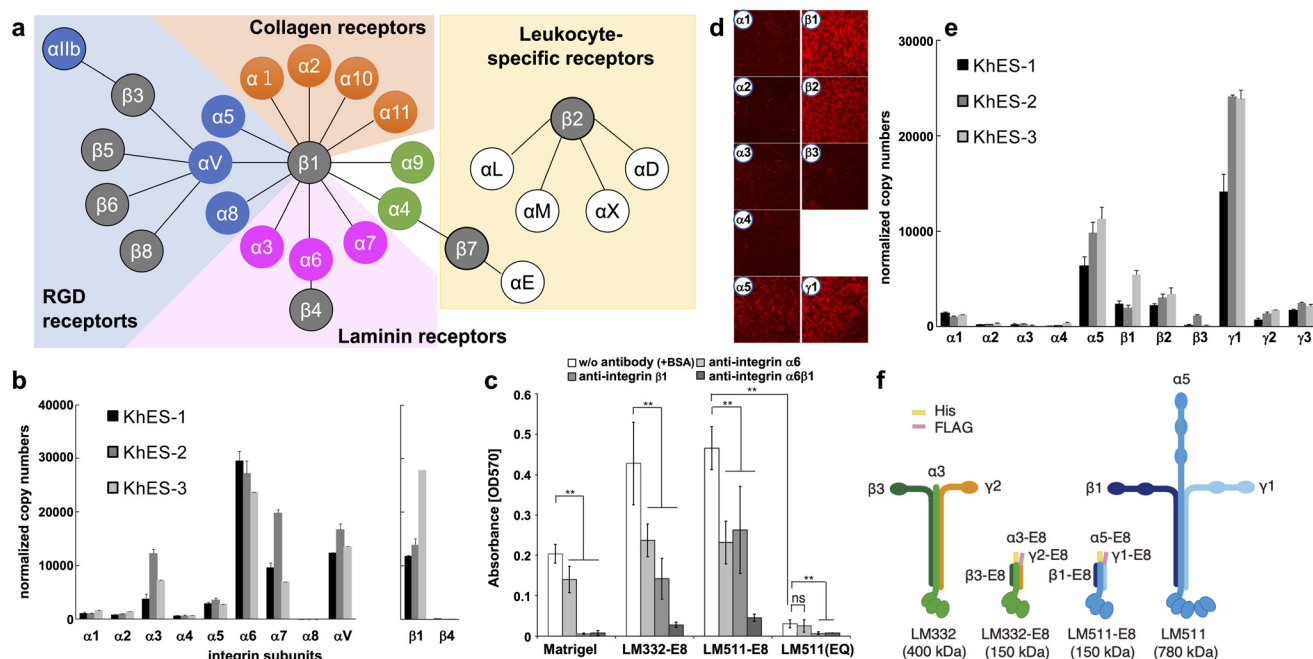 a
Collagen receptors
αIIb
α2
α 1
α10
β3
α11
α5
β5
αV
β1
α9
β6
α8
α4
α3
α7
α6
β8
β7
β4
RGD
receptorts
Laminin receptors
Leukocyte-
specific receptors
β2
αL
αD
αM
αX
αE
b
normalized copy numbers
40000
30000
20000
10000
0
KhES-1
KhES-2
KhES-3
α1 α2 α3 α4 α5 α6 α7 α8 αV β1 β4
integrin subunits
c
w/o antibody (+BSA) anti-integrin α6
anti-integrin β1 anti-integrin α6β1
Absorbance [OD570]
0.6
0.5
0.4
0.3
0.2
0.1
0
**
**
**
**
**
ns
Matrigel LM332-E8 LM511-E8 LM511(EQ)
d
α1 β1
α2 β2
α3 β3
α4
α5 γ1
e
normalized copy numbers
30000
20000
10000
0
KhES-1
KhES-2
KhES-3
α1 α2 α3 α4 α5 β1 β2 β3 γ1 γ2 γ3
f
His
FLAG
α5
α3
β3
γ2
β1
γ1
α3-E8
γ2-E8
β3-E8
α5-E8
γ1-E8
β1-E8
LM332 LM332-E8 LM511-E8 LM511
(400 kDa) (150 kDa) (150 kDa) (780 kDa)